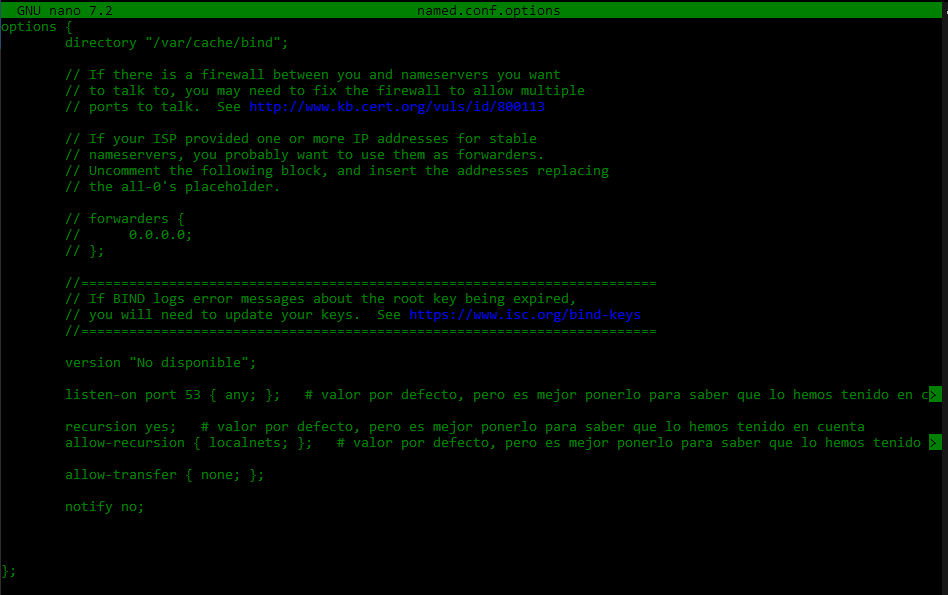 GNU nano 7.2 named.conf.options
options {
directory "/var/cache/bind";
// If there is a firewall between you and nameservers you want
// to talk to, you may need to fix the firewall to allow multiple
// ports to talk.  See http://www.kb.cert.org/vuls/id/800113
// If your ISP provided one or more IP addresses for stable
// nameservers, you probably want to use them as forwarders.
// Uncomment the following block, and insert the addresses replacing
// the all-0's placeholder.
// forwarders {
//      0.0.0.0;
// };
//========================================================================
// If BIND logs error messages about the root key being expired,
// you will need to update your keys.  See https://www.isc.org/bind-keys
//========================================================================
version "No disponible";
listen-on port 53 { any; };   # valor por defecto, pero es mejor ponerlo para saber que lo hemos tenido en c>
recursion yes;   # valor por defecto, pero es mejor ponerlo para saber que lo hemos tenido en cuenta
allow-recursion { localnets; };   # valor por defecto, pero es mejor ponerlo para saber que lo hemos tenido >
allow-transfer { none; };
notify no;
};